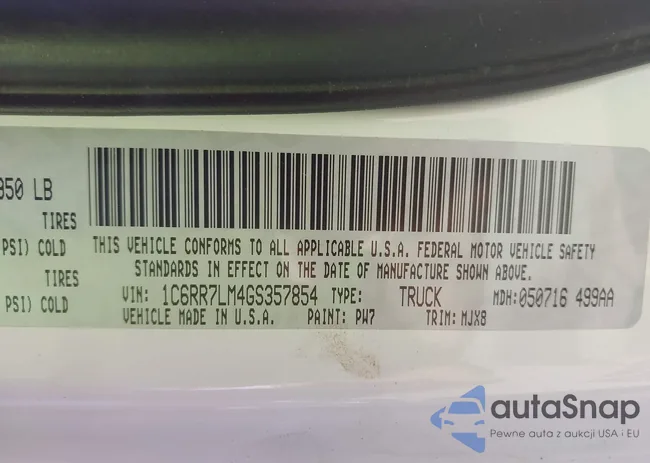 950 LB
TIRES
THIS VEHICLE CONFORMS TO ALL APPLICABLE U.S.A. FEDERAL MOTOR VEHICLE SAFETY
PSI) COLD
STANDARDS IN EFFECT ON THE DATE OF MANUFACTURE SHOWN ABOVE.
TIRES
VIN: 1C6RR7LM4GS357854 TYPE: TRUCK MDH: 050716 499AA
PSI) COLD
VEHICLE MADE IN U.S.A. PAINT: PW7 TRIM: MJX8
autaSnap
Pewne auta z aukcji USA i EU